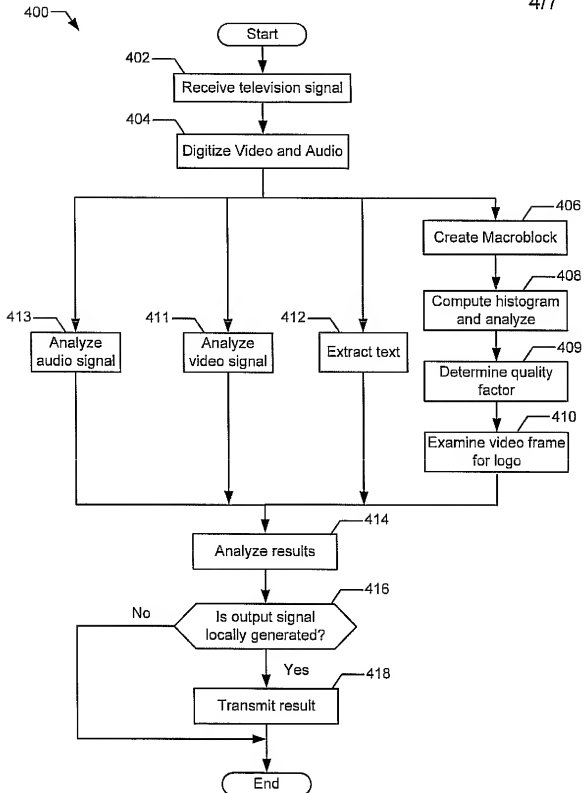 4/7
400
Start
402
Receive television signal
404
Digitize Video and Audio
406
Create Macroblock
408
Compute histogram
and analyze
413
Analyze
audio signal
411
Analyze
video signal
412
Extract text
409
Determine quality
factor
410
Examine video frame
for logo
414
Analyze results
416
No
Is output signal
locally generated?
Yes
418
Transmit result
End